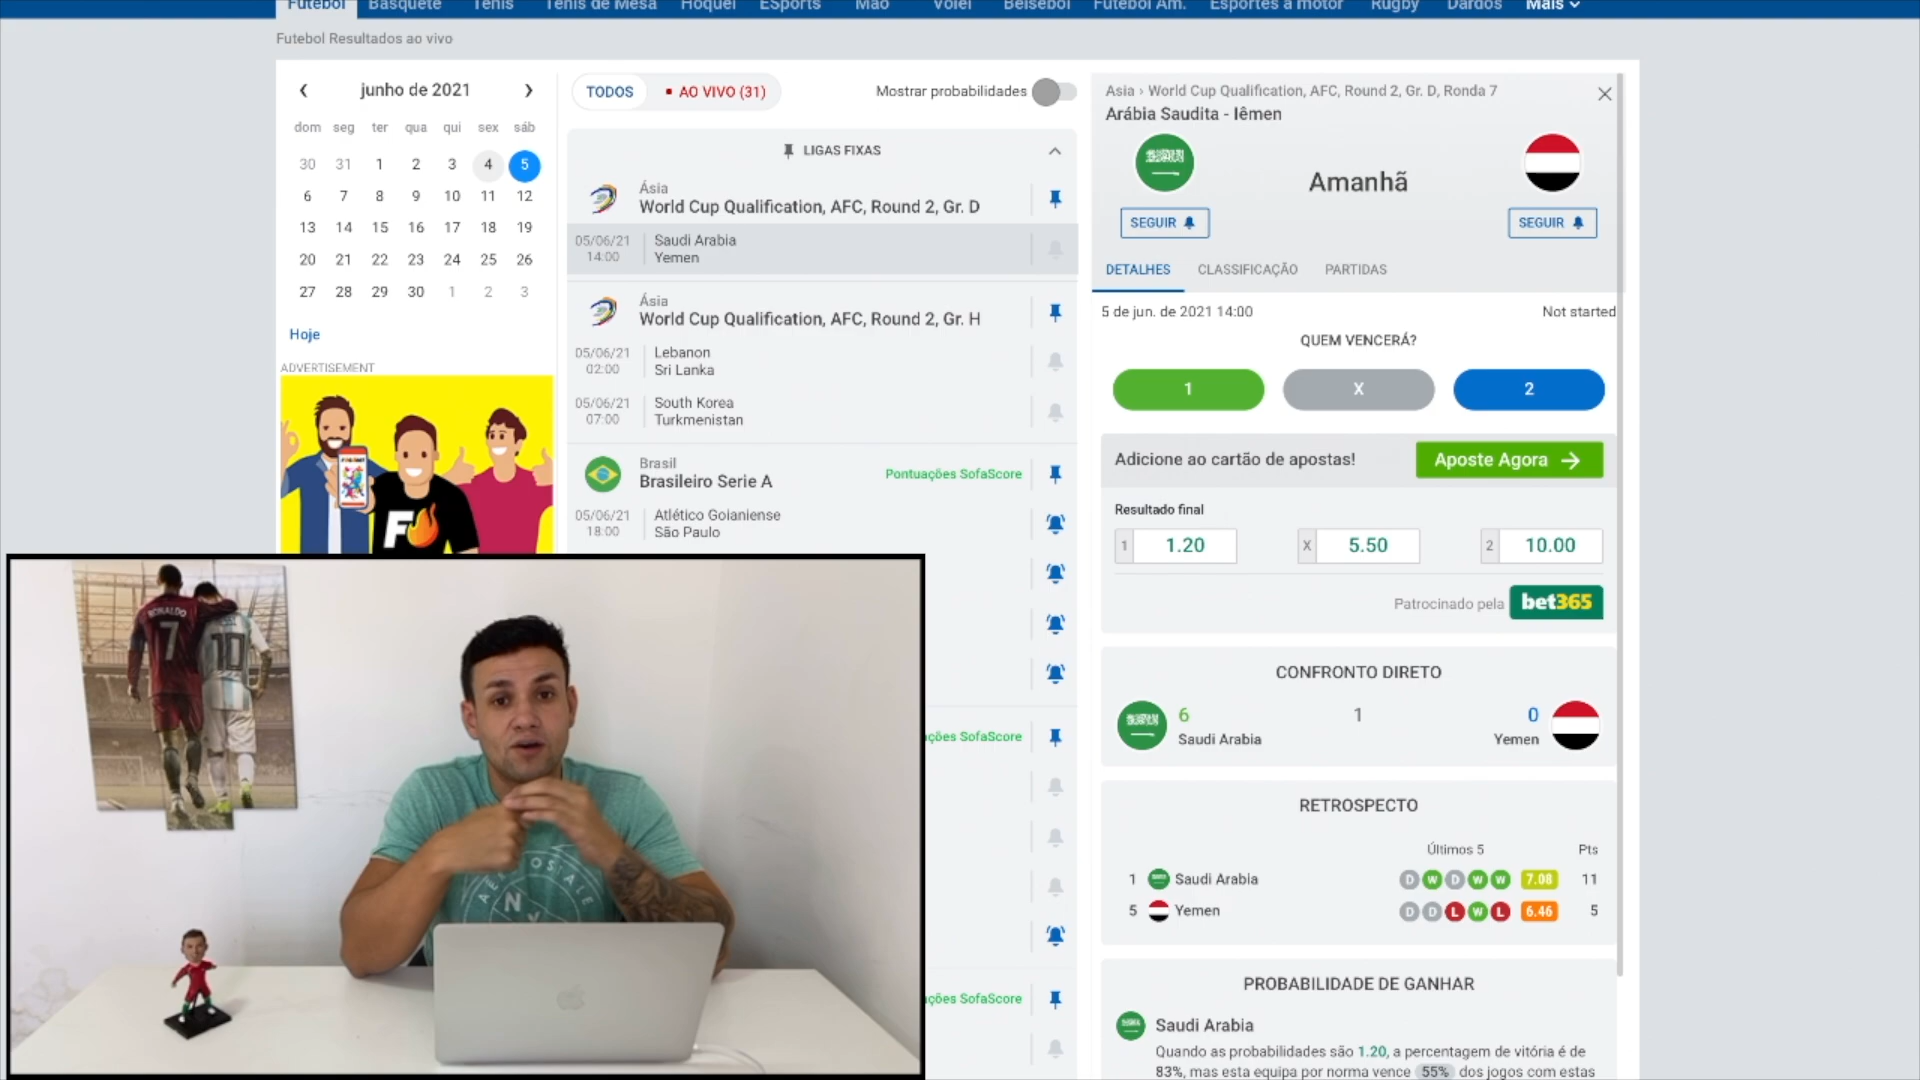 Futebol Basquete Tênis Tênis de Mesa Hóquei ESports Mão Vôlei Beisebol Futebol Am. Esportes a motor Rugby Dardos Mais
Futebol Resultados ao vivo
junho de 2021
dom seg ter qua qui sex sáb
30 31 1 2 3 4 5
6 7 8 9 10 11 12
13 14 15 16 17 18 19
20 21 22 23 24 25 26
27 28 29 30 1 2 3
Hoje
ADVERTISEMENT
F
TODOS
AO VIVO (31)
Mostrar probabilidades
LIGAS FIXAS
Ásia
World Cup Qualification, AFC, Round 2, Gr. D
05/06/21 Saudi Arabia
14:00 Yemen
Ásia
World Cup Qualification, AFC, Round 2, Gr. H
05/06/21 Lebanon
02:00 Sri Lanka
05/06/21 South Korea
07:00 Turkmenistan
Brasil
Brasileiro Serie A
Pontuações SofaScore
05/06/21 Atlético Goianiense
18:00 São Paulo
ções SofaScore
ções SofaScore
Asia › World Cup Qualification, AFC, Round 2, Gr. D, Ronda 7
Arábia Saudita - Iêmen
Amanhã
SEGUIR
SEGUIR
DETALHES CLASSIFICAÇÃO PARTIDAS
5 de jun. de 2021 14:00 Not started
QUEM VENCERÁ?
1 X 2
Adicione ao cartão de apostas!
Aposte Agora →
Resultado final
1 1.20 X 5.50 2 10.00
Patrocinado pela bet365
CONFRONTO DIRETO
6 1 0
Saudi Arabia Yemen
RETROSPECTO
Últimos 5 Pts
1 Saudi Arabia D W D W W 7.08 11
5 Yemen D D L W L 6.46 5
PROBABILIDADE DE GANHAR
Saudi Arabia
Quando as probabilidades são 1.20, a percentagem de vitória é de
83%, mas esta equipa por norma vence 55% dos jogos com estas
RONALDO
7
10
N Y